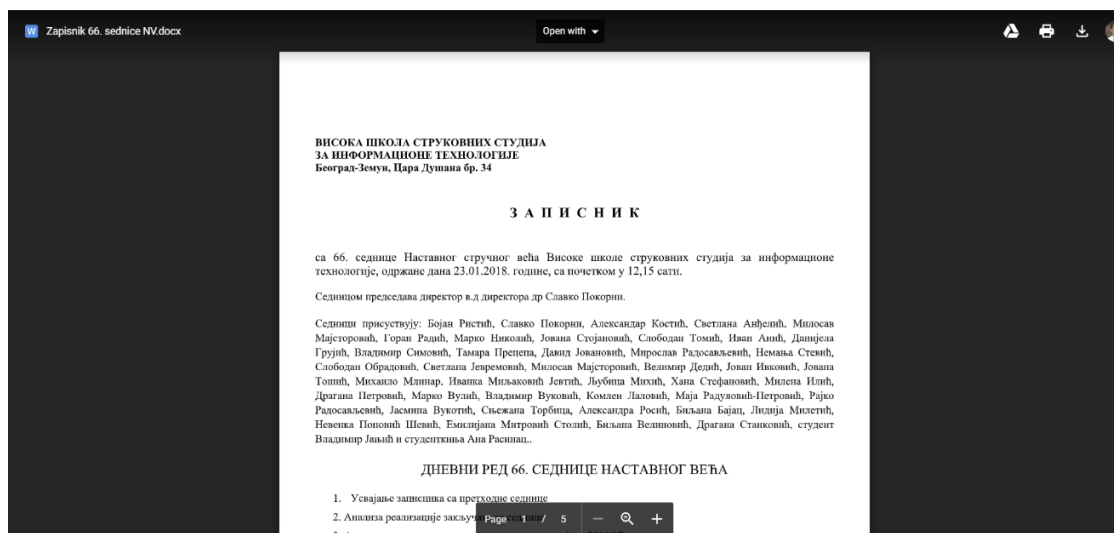 Zapisnik 66. sednice NV.docx
Open with
ВИСОКА ШКОЛА СТРУКОВНИХ СТУДИЈА
ЗА ИНФОРМАЦИОНЕ ТЕХНОЛОГИЈЕ
Београд-Земун, Цара Душана бр. 34
З А П И С Н И К
са 66. седнице Наставног стручног већа Високе школе струковних студија за информационе
технологије, одржане дана 23.01.2018. године, са почетком у 12,15 сати.
Седницом председава директор в.д директора др Славко Покорни.
Седници присуствују: Бојан Ристић, Славко Покорни, Александар Костић, Светлана Анђелић, Милосав
Мајсторовић, Горан Радић, Марко Николић, Јована Стојановић, Слободан Томић, Иван Анић, Данијела
Грујић, Владимир Симовић, Тамара Препепа, Давид Јовановић, Мирослав Радосављевић, Немања Стевић,
Слободан Обрадовић, Светлана Јевремовић, Милосав Мајсторовић, Велимир Дедић, Јован Ивковић, Јована
Тошић, Михаило Млинар, Иванка Миљаковић Јевтић, Љубица Михић, Хана Стефановић, Милена Илић,
Драгана Петровић, Марко Вулић, Владимир Вуковић, Комлен Лаловић, Маја Радуловић-Петровић, Рајко
Радосављевић, Јасмина Вукотић, Сњежана Торбица, Александра Росић, Биљана Бајац, Лидија Милетић,
Невенка Поповић Шевић, Емилијана Митровић Столић, Биљана Велиновић, Драгана Станковић, студент
Владимир Јањић и студенткиња Ана Расинац..
ДНЕВНИ РЕД 66. СЕДНИЦЕ НАСТАВНОГ ВЕЋА
1. Усвајање записника са претходне седнице
2. Анализа реализације
Page 1 / 5